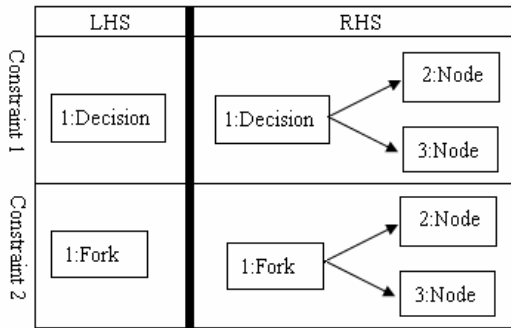 LHS
RHS
Constraint 1
1:Decision
1:Decision
2:Node
3:Node
Constraint 2
1:Fork
1:Fork
2:Node
3:Node